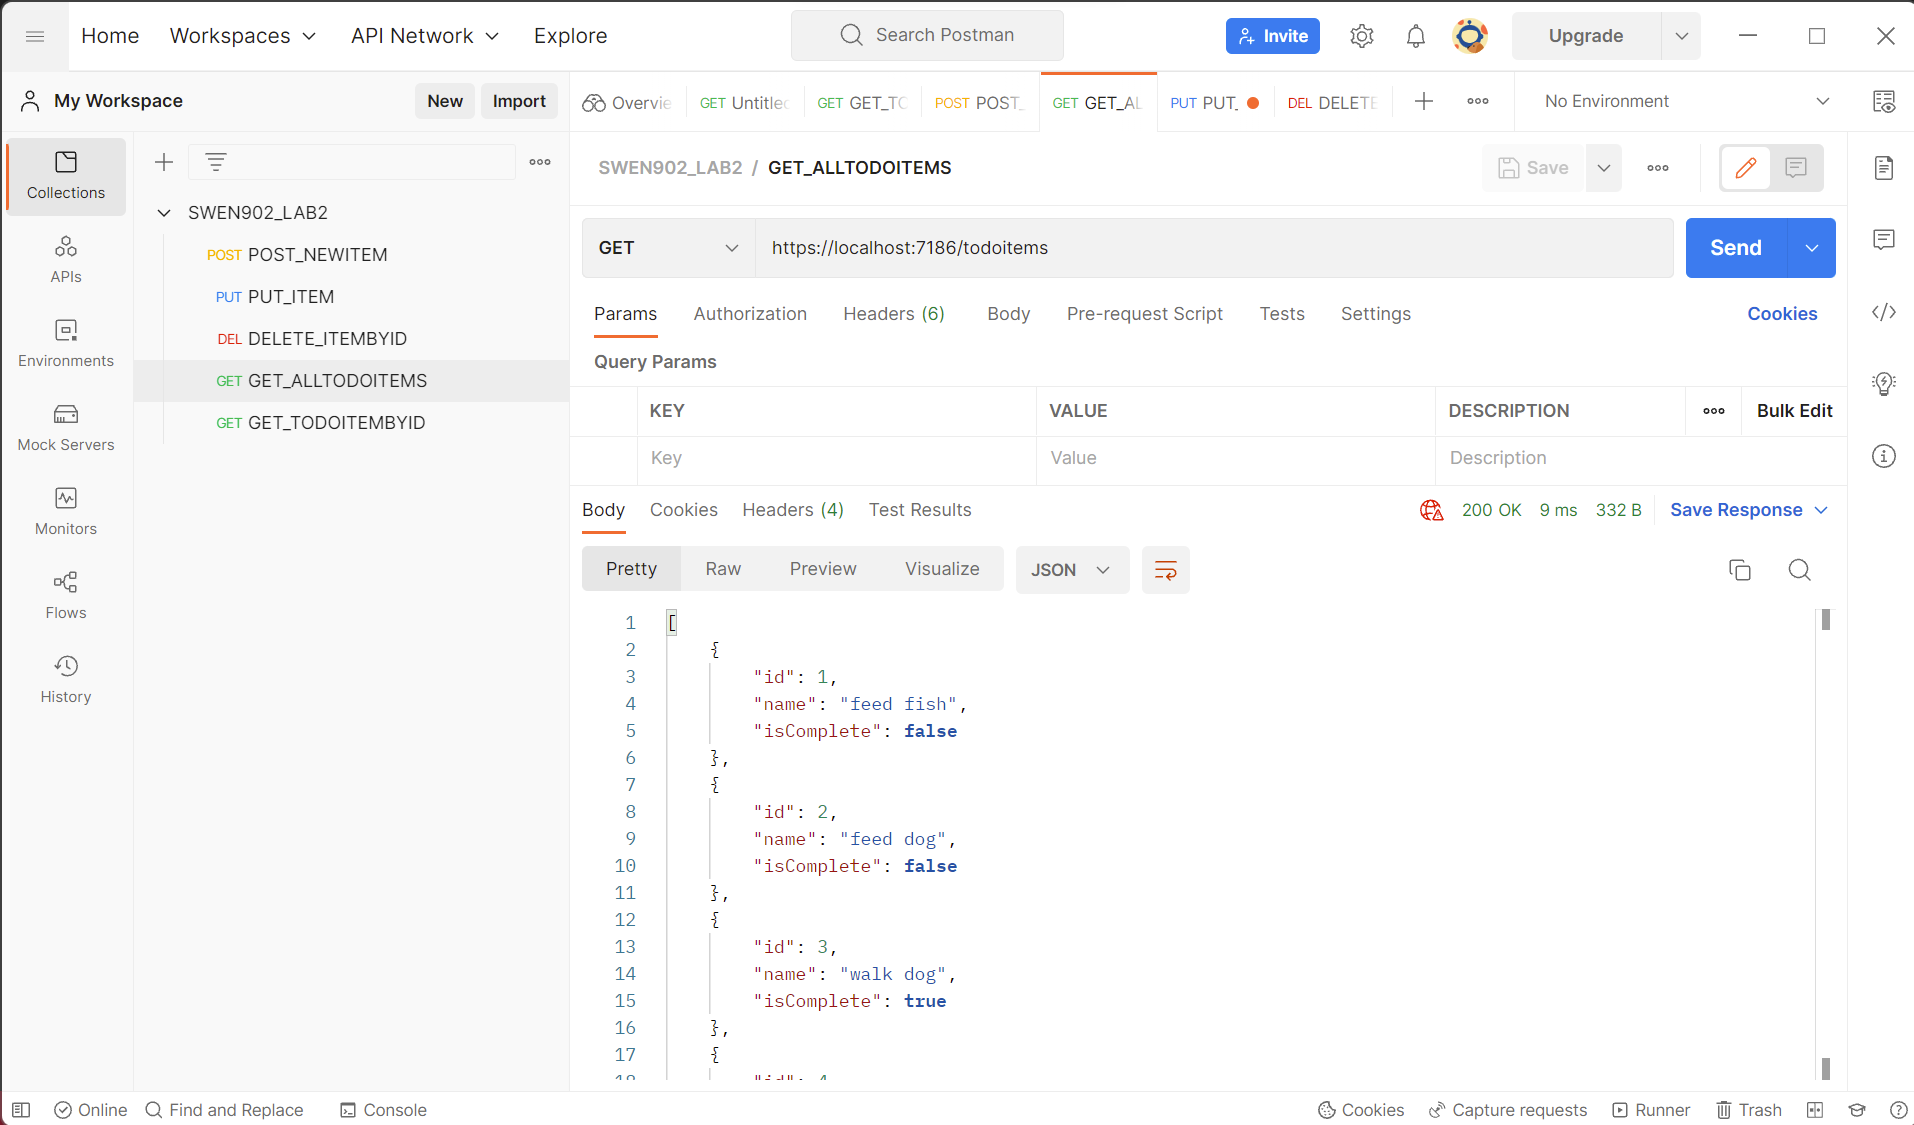 Home Workspaces API Network Explore Search Postman Invite Upgrade
My Workspace New Import
Overvie GET Untitled GET GET_TO POST POST_ GET GET_AL PUT PUT_ DEL DELETE No Environment
Collections
APIs
Environments
Mock Servers
Monitors
Flows
History
SWEN902_LAB2
POST POST_NEWITEM
PUT PUT_ITEM
DEL DELETE_ITEMBYID
GET GET_ALLTODOITEMS
GET GET_TODOITEMBYID
SWEN902_LAB2 / GET_ALLTODOITEMS Save
GET https://localhost:7186/todoitems Send
Params Authorization Headers (6) Body Pre-request Script Tests Settings Cookies
Query Params
KEY VALUE DESCRIPTION Bulk Edit
Key Value Description
Body Cookies Headers (4) Test Results 200 OK 9 ms 332 B Save Response
Pretty Raw Preview Visualize JSON
1 [
2 {
3 "id": 1,
4 "name": "feed fish",
5 "isComplete": false
6 },
7 {
8 "id": 2,
9 "name": "feed dog",
10 "isComplete": false
11 },
12 {
13 "id": 3,
14 "name": "walk dog",
15 "isComplete": true
16 },
17 {
18 "id": 4
Online Find and Replace Console Cookies Capture requests Runner Trash